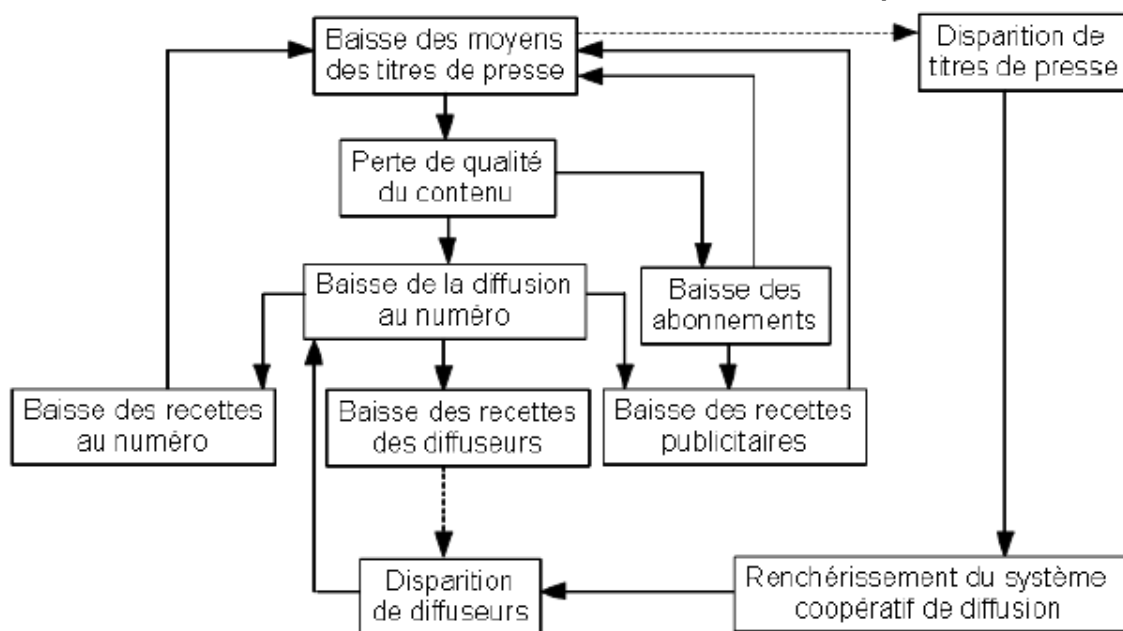 Baisse des moyens
des titres de presse
Disparition de
titres de presse
Perte de qualité
du contenu
Baisse de la diffusion
au numéro
Baisse des
abonnements
Baisse des recettes
au numéro
Baisse des recettes
des diffuseurs
Baisse des recettes
publicitaires
Disparition
de diffuseurs
Renchérissement du système
coopératif de diffusion